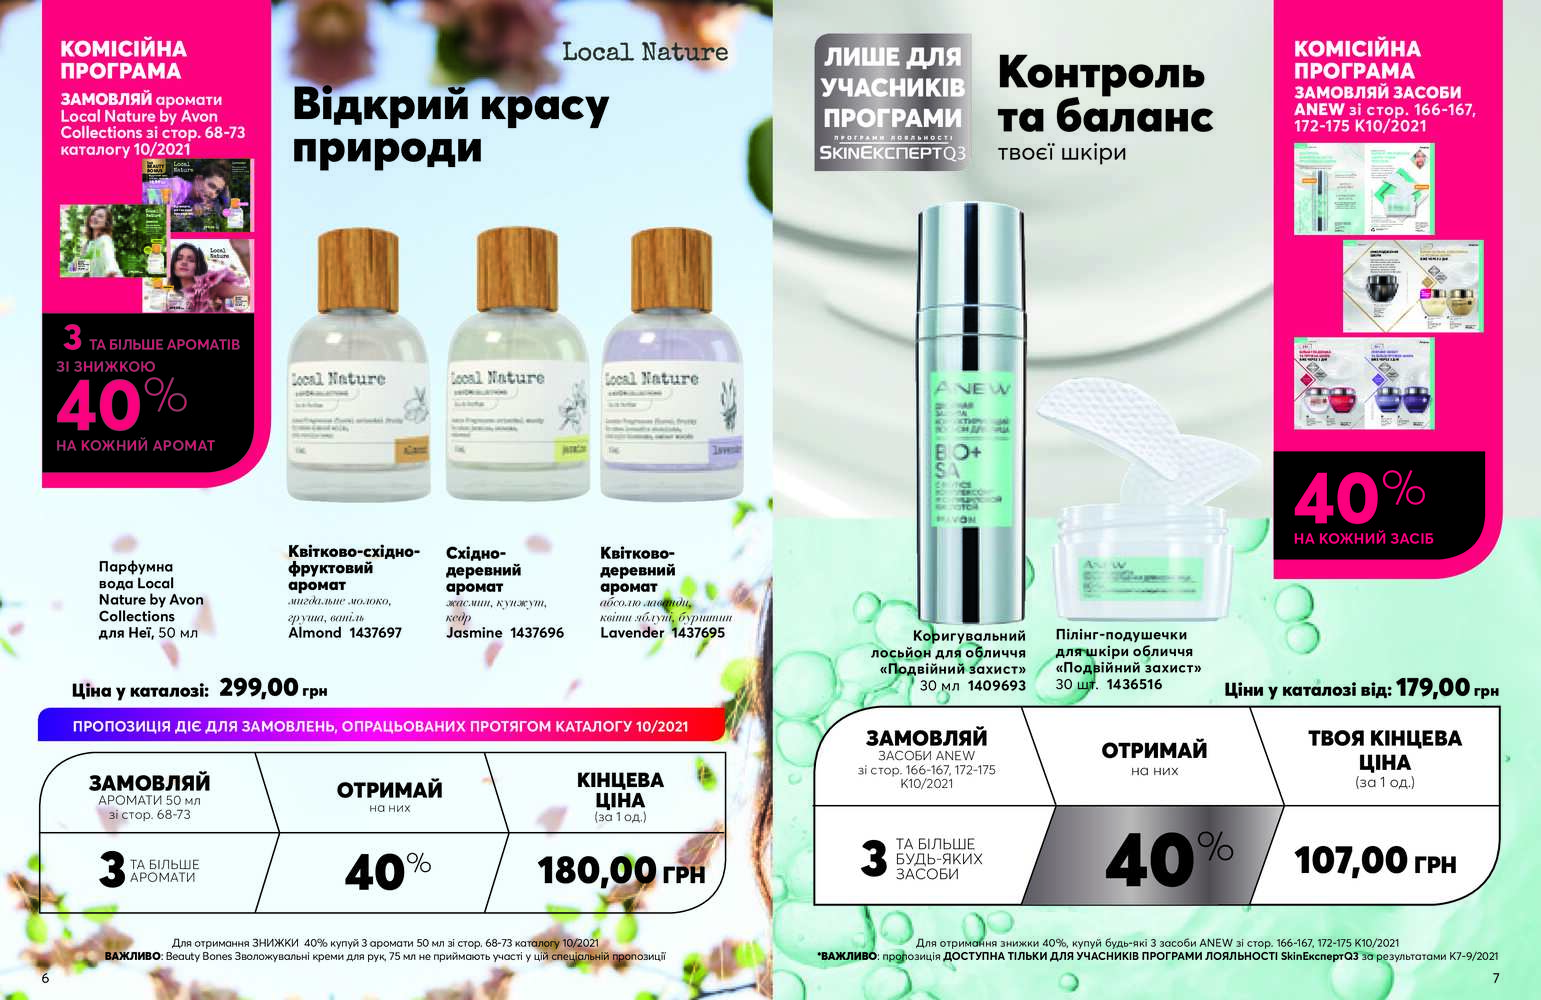 КОМІСІЙНА
ПРОГРАМА
ЗАМОВЛЯЙ аромати
Local Nature by Avon
Collections зі стор. 68-73
каталогу 10/2021
3 ТА БІЛЬШЕ АРОМАТІВ
ЗІ ЗНИЖКОЮ
40%
НА КОЖНИЙ АРОМАТ
Local Nature
Відкрий красу
природи
Local Nature
Local Nature
Local Nature
Парфумна
вода Local
Nature by Avon
Collections
для Неї, 50 мл
Квітково-східно-
фруктовий
аромат
мигдальне молоко,
груша, ваніль
Almond 1437697
Східно-
деревний
аромат
жасмин, кунжут,
кедр
Jasmine 1437696
Квітково-
деревний
аромат
абсолю лаванди,
квіти яблуні, бурштин
Lavender 1437695
Ціна у каталозі: 299,00 грн
ПРОПОЗИЦІЯ ДІЄ ДЛЯ ЗАМОВЛЕНЬ, ОПРАЦЬОВАНИХ ПРОТЯГОМ КАТАЛОГУ 10/2021
ЗАМОВЛЯЙ
АРОМАТИ 50 мл
зі стор. 68-73
ОТРИМАЙ
на них
КІНЦЕВА
ЦІНА
(за 1 од.)
3 ТА БІЛЬШЕ
АРОМАТИ
40%
180,00 ГРН
Для отримання ЗНИЖКИ 40% купуй 3 аромати 50 мл зі стор. 68-73 каталогу 10/2021
ВАЖЛИВО: Beauty Bones Зволожувальні креми для рук, 75 мл не приймають участі у цій спеціальній пропозиції
6
ЛИШЕ ДЛЯ
УЧАСНИКІВ
ПРОГРАМИ
ПРОГРАМИ ЛОЯЛЬНОСТІ
SKINЕКСПЕРТQ3
Контроль
та баланс
твоєї шкіри
КОМІСІЙНА
ПРОГРАМА
ЗАМОВЛЯЙ ЗАСОБИ
ANEW зі стор. 166-167,
172-175 К10/2021
40%
НА КОЖНИЙ ЗАСІБ
ANEW
BIO+
SA
AVON
ANEW
Коригувальний
лосьйон для обличчя
«Подвійний захист»
30 мл 1409693
Пілінг-подушечки
для шкіри обличчя
«Подвійний захист»
30 шт. 1436516
Ціни у каталозі від: 179,00 грн
ЗАМОВЛЯЙ
ЗАСОБИ ANEW
зі стор. 166-167, 172-175
К10/2021
ОТРИМАЙ
на них
ТВОЯ КІНЦЕВА
ЦІНА
(за 1 од.)
3 ТА БІЛЬШЕ
БУДЬ-ЯКИХ
ЗАСОБИ
40%
107,00 ГРН
Для отримання знижки 40%, купуй будь-які 3 засоби ANEW зі стор. 166-167, 172-175 К10/2021
*ВАЖЛИВО: пропозиція ДОСТУПНА ТІЛЬКИ ДЛЯ УЧАСНИКІВ ПРОГРАМИ ЛОЯЛЬНОСТІ SkinЕкспертQ3 за результатами К7-9/2021
7